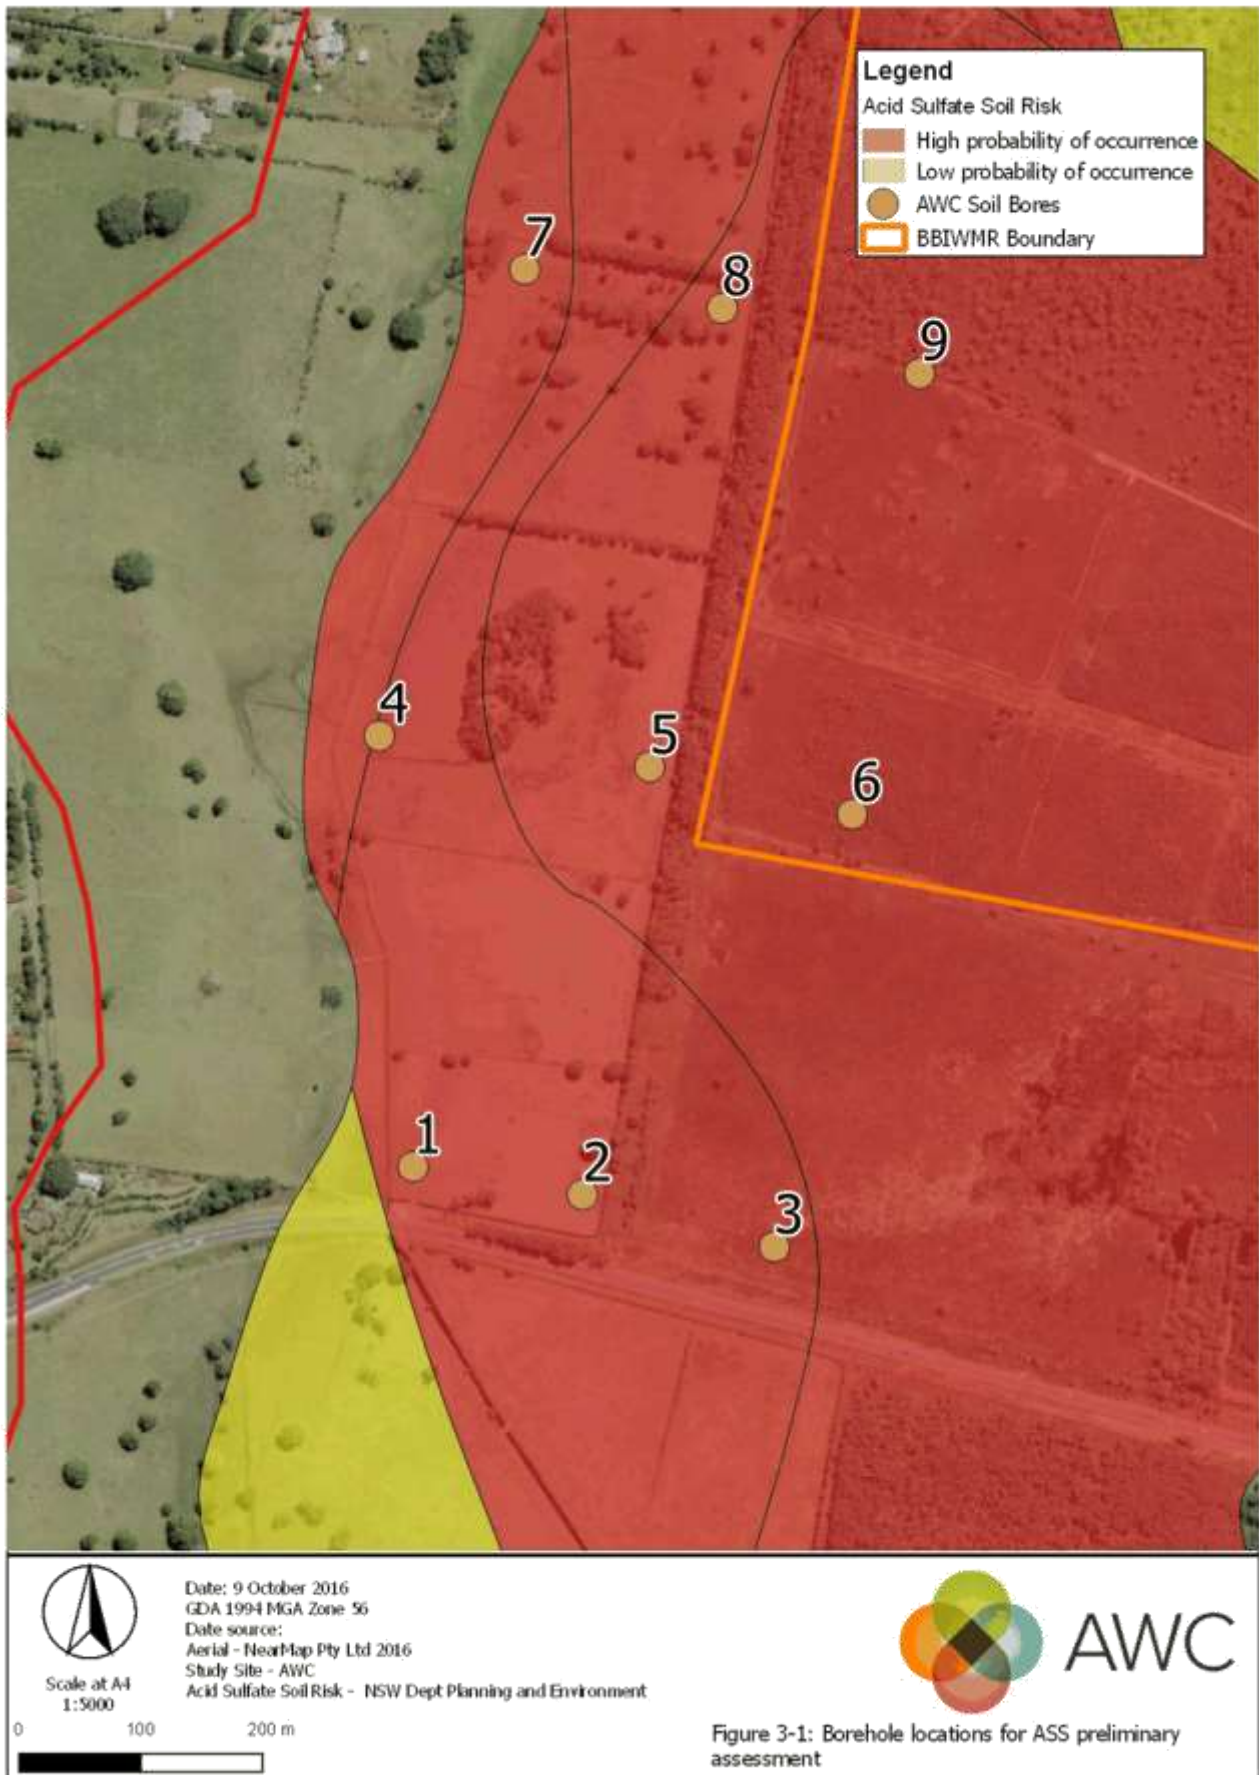 Legend
Acid Sulfate Soil Risk
High probability of occurrence
Low probability of occurrence
AWC Soil Bores
BBIWMR Boundary
7
8
9
4
5
6
1
2
3
Scale at A4
1:5000
0 100 200 m
Date: 9 October 2016
GDA 1994 MGA Zone 56
Date source:
Aerial - NearMap Pty Ltd 2016
Study Site - AWC
Acid Sulfate Soil Risk - NSW Dept Planning and Environment
AWC
Figure 3-1: Borehole locations for ASS preliminary
assessment